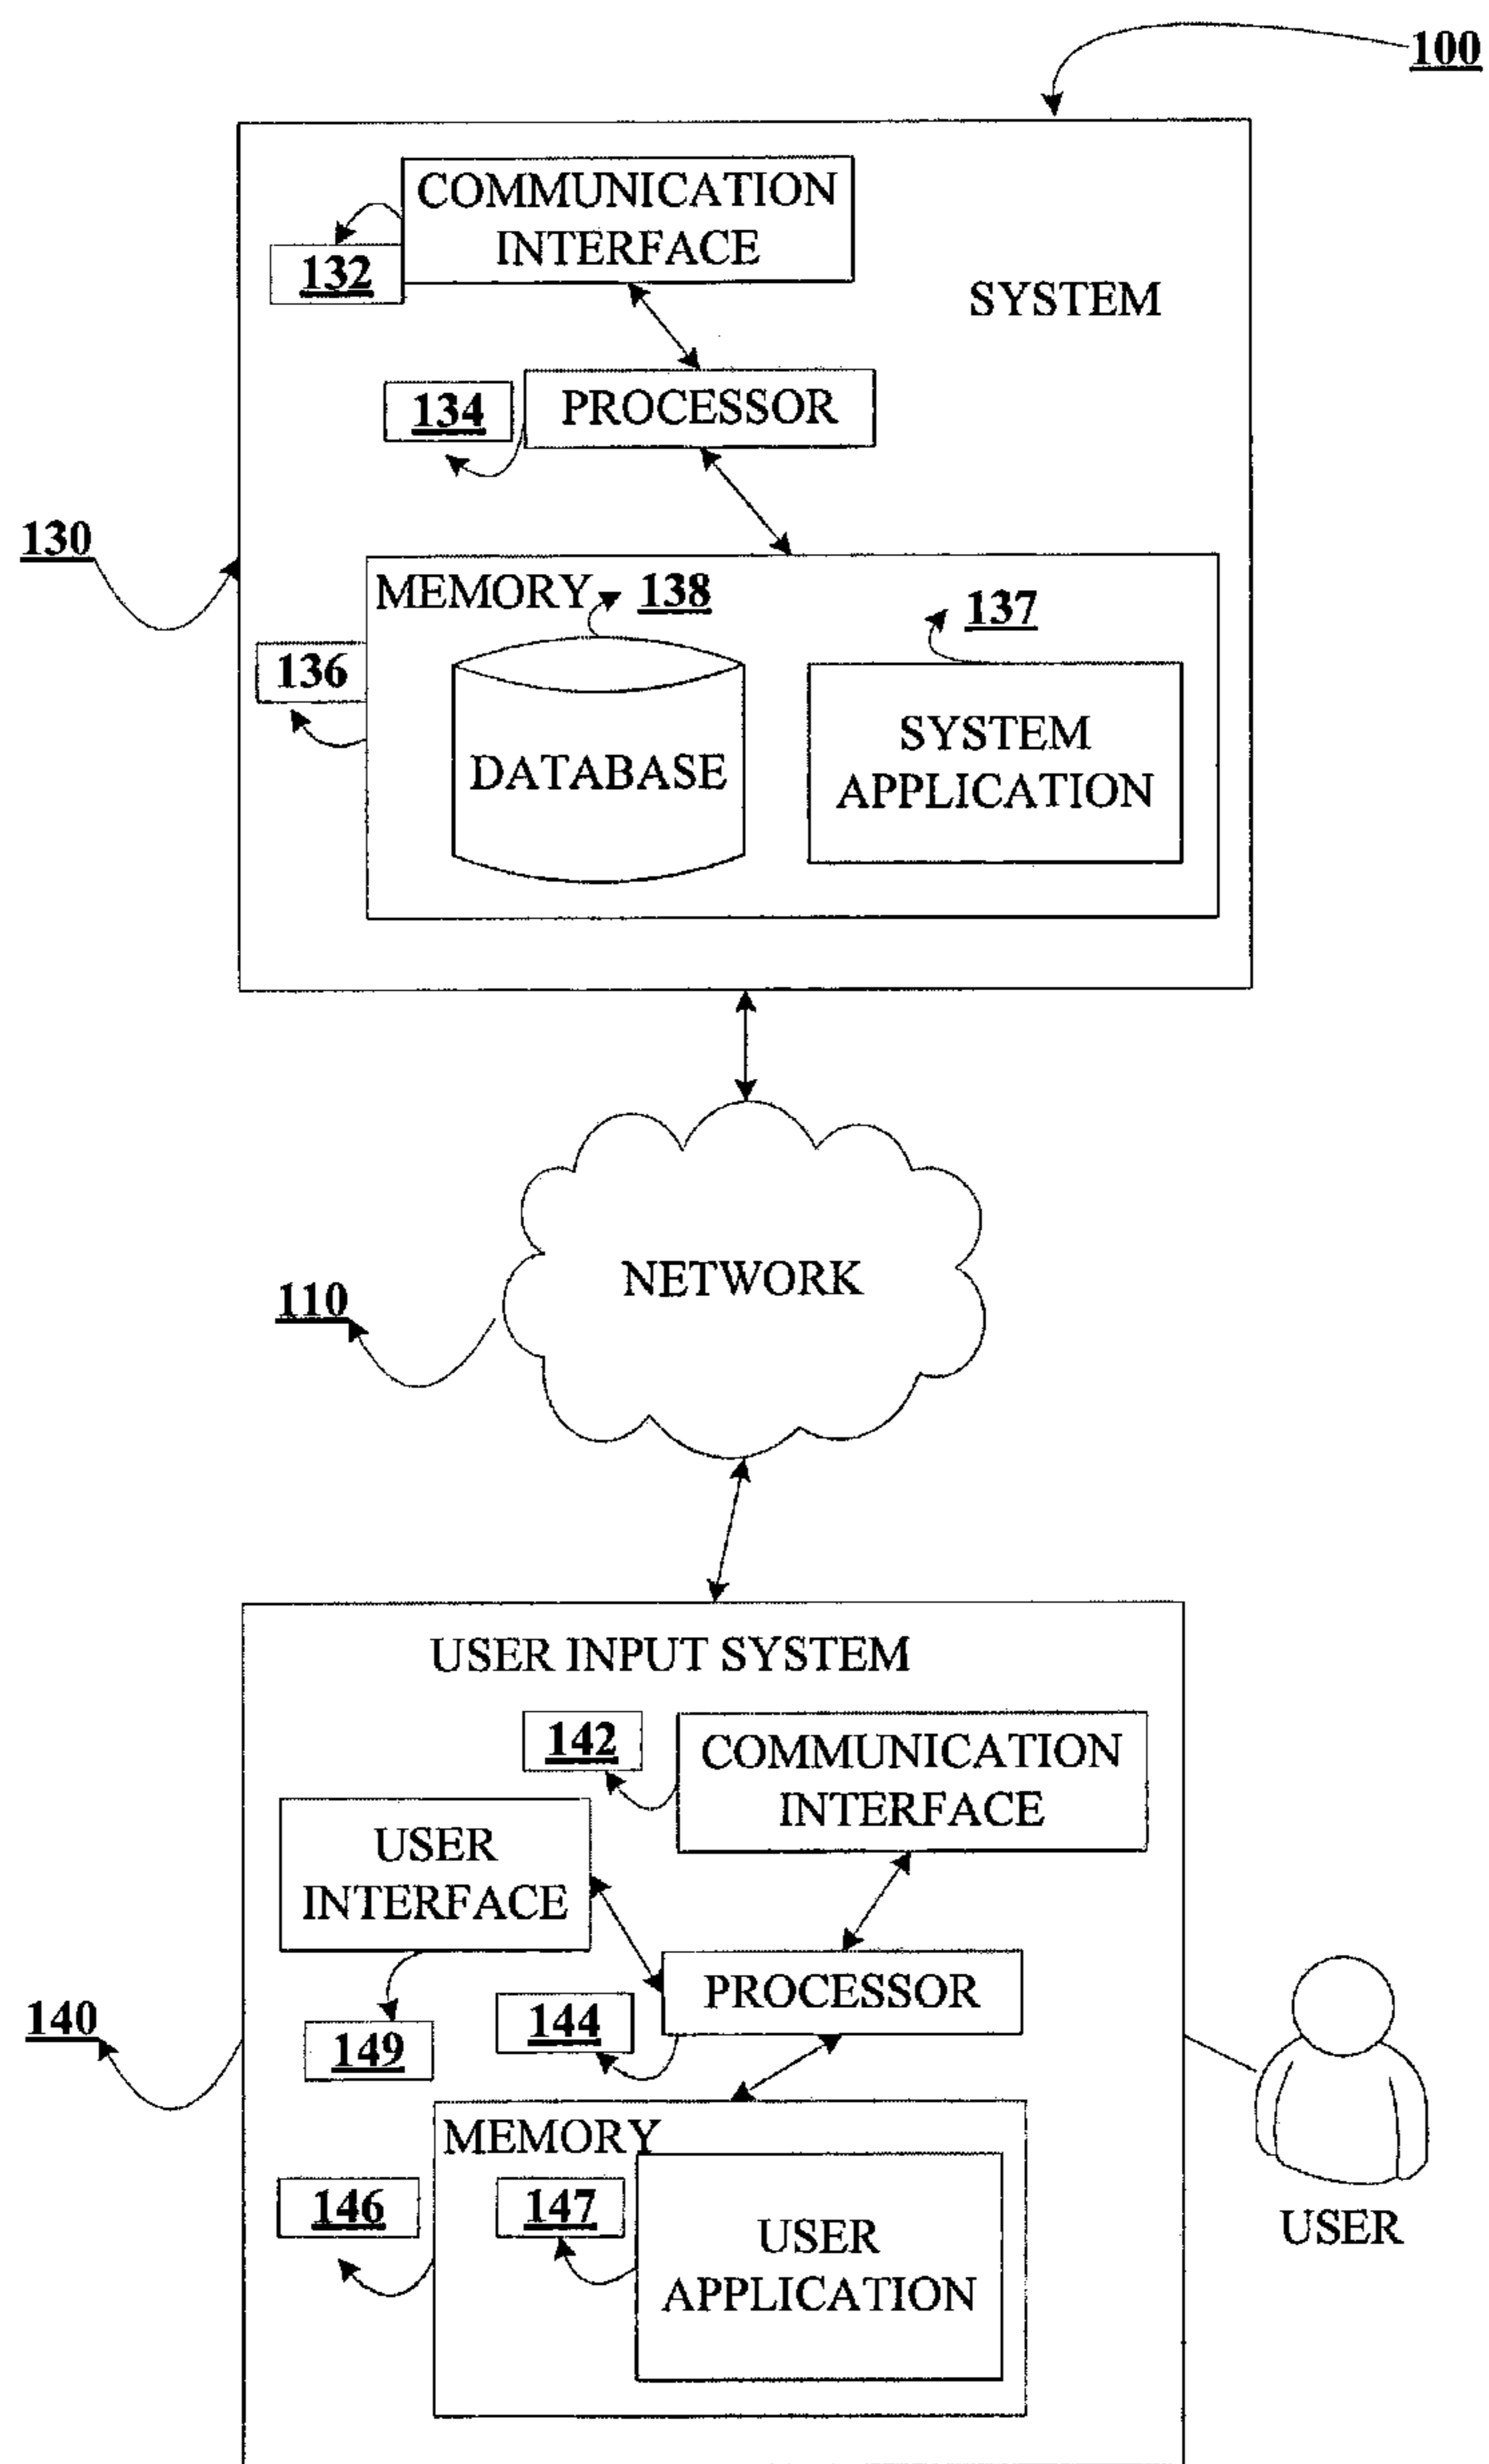 100
COMMUNICATION
INTERFACE
132
SYSTEM
134
PROCESSOR
130
MEMORY
138
137
136
DATABASE
SYSTEM
APPLICATION
NETWORK
110
USER INPUT SYSTEM
142
COMMUNICATION
INTERFACE
USER
INTERFACE
PROCESSOR
144
149
140
MEMORY
146
147
USER
APPLICATION
USER